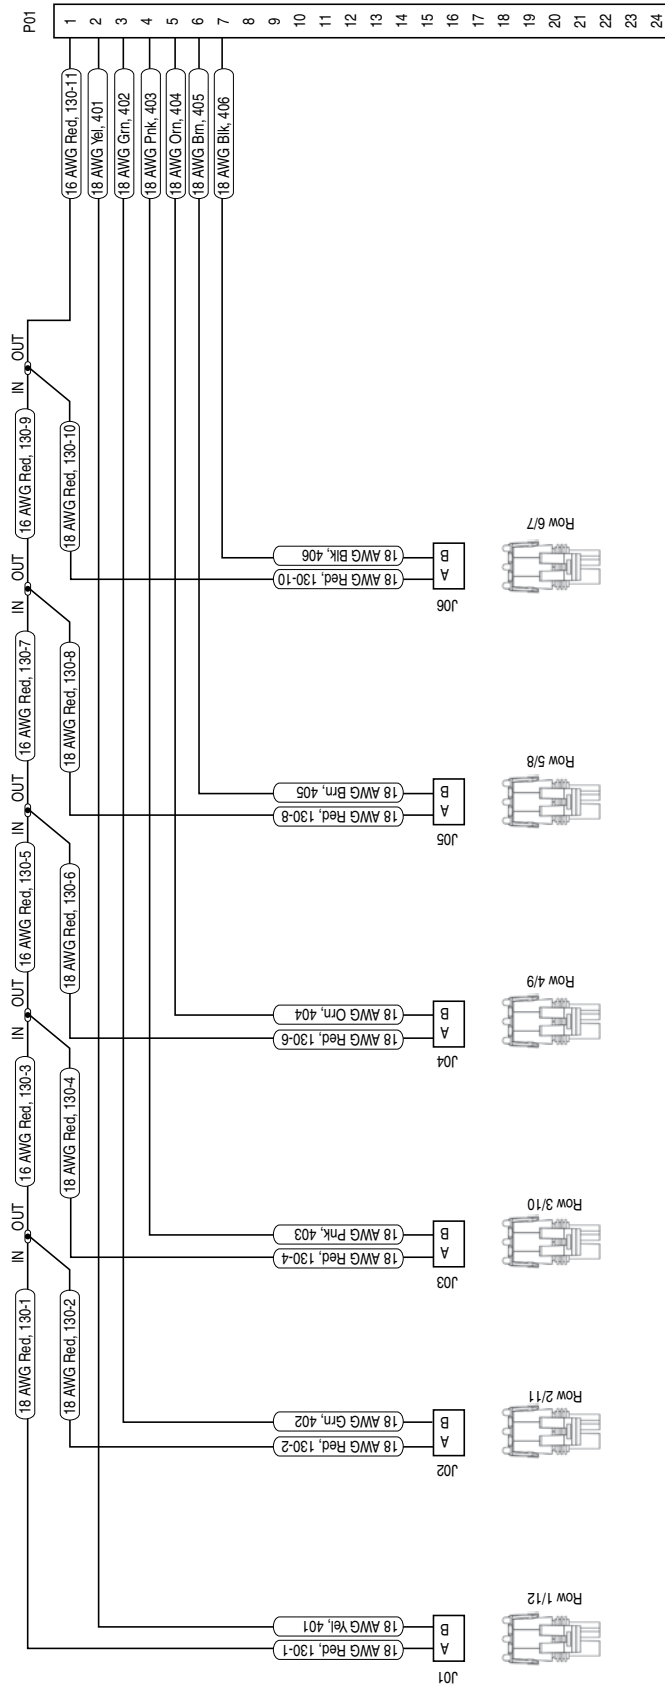 P01
1
2
3
4
5
6
7
8
9
10
11
12
13
14
15
16
17
18
19
20
21
22
23
24
16 AWG Red, 130-11
18 AWG Yel, 401
18 AWG Grn, 402
18 AWG Pnk, 403
18 AWG Orn, 404
18 AWG Brn, 405
18 AWG Blk, 406
IN OUT
16 AWG Red, 130-9
18 AWG Red, 130-10
IN OUT
16 AWG Red, 130-7
18 AWG Red, 130-8
IN OUT
16 AWG Red, 130-5
18 AWG Red, 130-6
IN OUT
16 AWG Red, 130-3
18 AWG Red, 130-4
IN OUT
18 AWG Red, 130-1
18 AWG Red, 130-2
18 AWG Blk, 406
18 AWG Red, 130-10
B
A
J06
Row 6/7
18 AWG Brn, 405
18 AWG Red, 130-8
B
A
J05
Row 5/8
18 AWG Orn, 404
18 AWG Red, 130-6
B
A
J04
Row 4/9
18 AWG Pnk, 403
18 AWG Red, 130-4
B
A
J03
Row 3/10
18 AWG Grn, 402
18 AWG Red, 130-2
B
A
J02
Row 2/11
18 AWG Yel, 401
18 AWG Red, 130-1
B
A
J01
Row 1/12